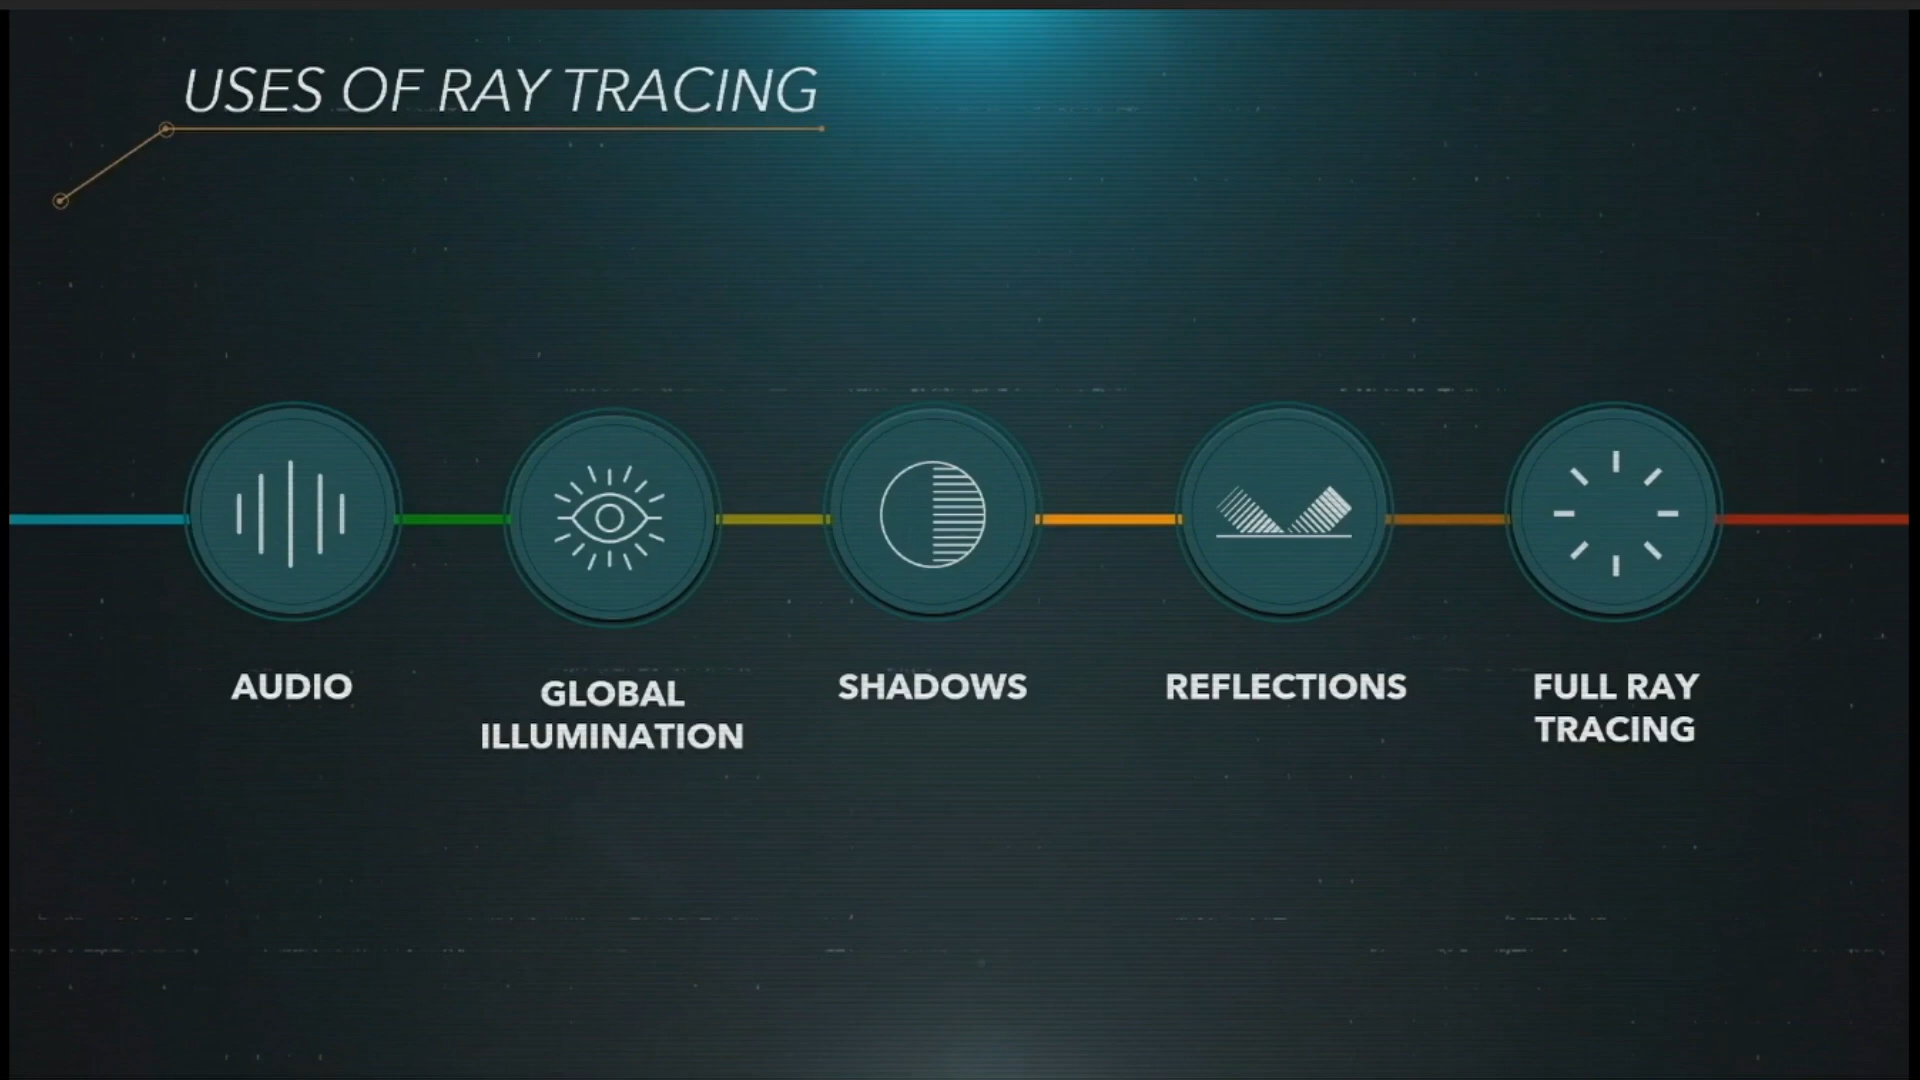 USES OF RAY TRACING
AUDIO
GLOBAL
ILLUMINATION
SHADOWS
REFLECTIONS
FULL RAY
TRACING